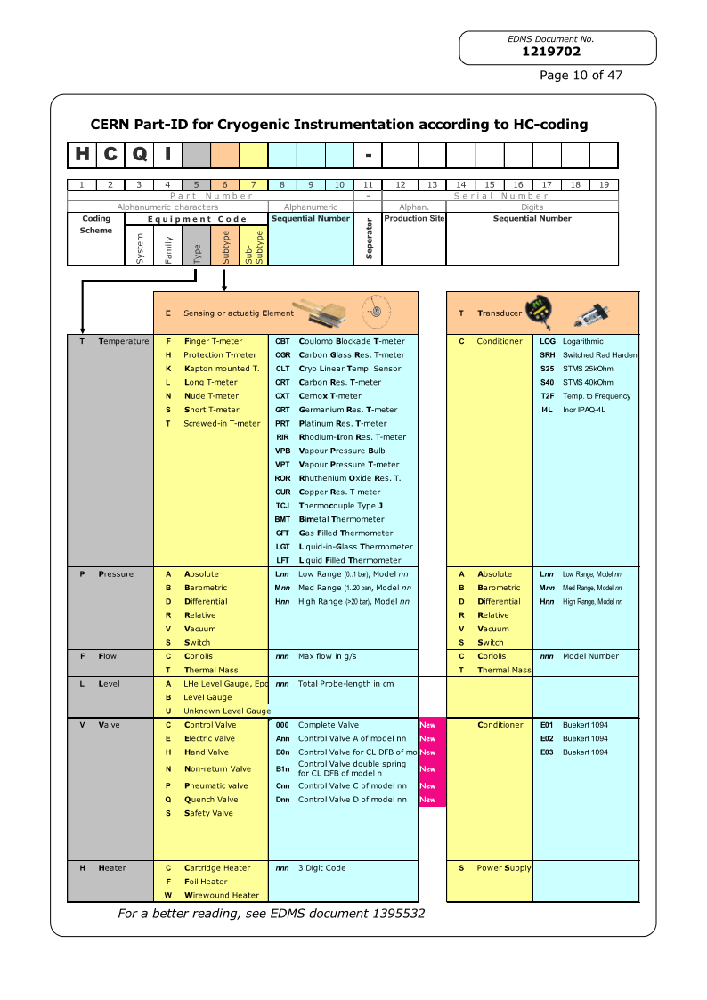 EDMS Document No.
1219702
Page 10 of 47
CERN Part-ID for Cryogenic Instrumentation according to HC-coding
H C Q I -
1 2 3 4 5 6 7 8 9 10 11 12 13 14 15 16 17 18 19
Part Number - Serial Number
Alphanumeric characters Alphanumeric Alphan. Digits
Coding Scheme Equipment Code Sequential Number Seperator Production Site Sequential Number
System Family Type Subtype Sub-Subtype
E Sensing or actuatig Element T Transducer
T Temperature F Finger T-meter CBT Coulomb Blockade T-meter C Conditioner LOG Logarithmic
H Protection T-meter CGR Carbon Glass Res. T-meter SRH Switched Rad Harden
K Kapton mounted T. CLT Cryo Linear Temp. Sensor S25 STMS 25kOhm
L Long T-meter CRT Carbon Res. T-meter S40 STMS 40kOhm
N Nude T-meter CXT Cernox T-meter T2F Temp. to Frequency
S Short T-meter GRT Germanium Res. T-meter I4L Inor IPAQ-4L
T Screwed-in T-meter PRT Platinum Res. T-meter
RIR Rhodium-Iron Res. T-meter
VPB Vapour Pressure Bulb
VPT Vapour Pressure T-meter
ROR Rhuthenium Oxide Res. T.
CUR Copper Res. T-meter
TCJ Thermocouple Type J
BMT Bimetal Thermometer
GFT Gas Filled Thermometer
LGT Liquid-in-Glass Thermometer
LFT Liquid Filled Thermometer
P Pressure A Absolute Lnn Low Range (0..1 bar), Model nn A Absolute Lnn Low Range, Model nn
B Barometric Mnn Med Range (1..20 bar), Model nn B Barometric Mnn Med Range, Model nn
D Differential Hnn High Range (>20 bar), Model nn D Differential Hnn High Range, Model nn
R Relative R Relative
V Vacuum V Vacuum
S Switch S Switch
F Flow C Coriolis nnn Max flow in g/s C Coriolis nnn Model Number
T Thermal Mass T Thermal Mass
L Level A LHe Level Gauge, Epo nnn Total Probe-length in cm
B Level Gauge
U Unknown Level Gauge
V Valve C Control Valve 000 Complete Valve New Conditioner E01 Buekert 1094
E Electric Valve Ann Control Valve A of model nn New E02 Buekert 1094
H Hand Valve B0n Control Valve for CL DFB of mo New E03 Buekert 1094
N Non-return Valve B1n Control Valve double spring for CL DFB of model n New
P Pneumatic valve Cnn Control Valve C of model nn New
Q Quench Valve Dnn Control Valve D of model nn New
S Safety Valve
H Heater C Cartridge Heater nnn 3 Digit Code S Power Supply
F Foil Heater
W Wirewound Heater
For a better reading, see EDMS document 1395532